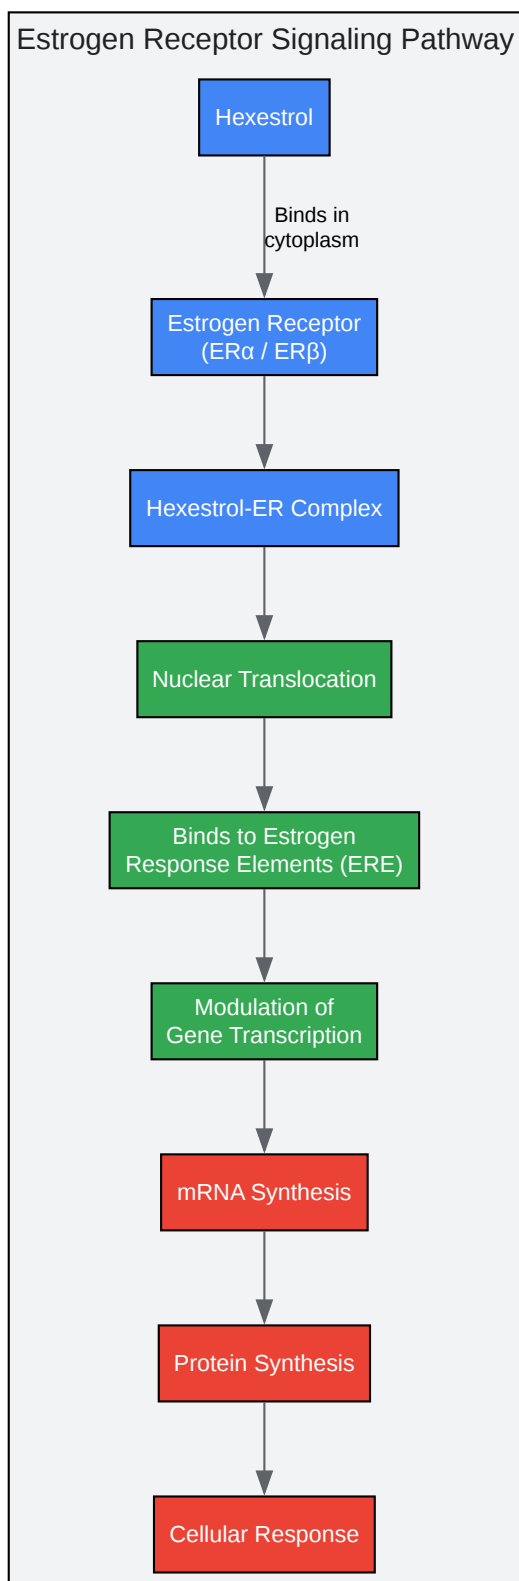 Estrogen Receptor Signaling Pathway
Hexestrol
Binds in
cytoplasm
Estrogen Receptor
(ERα / ERβ)
Hexestrol-ER Complex
Nuclear Translocation
Binds to Estrogen
Response Elements (ERE)
Modulation of
Gene Transcription
mRNA Synthesis
Protein Synthesis
Cellular Response